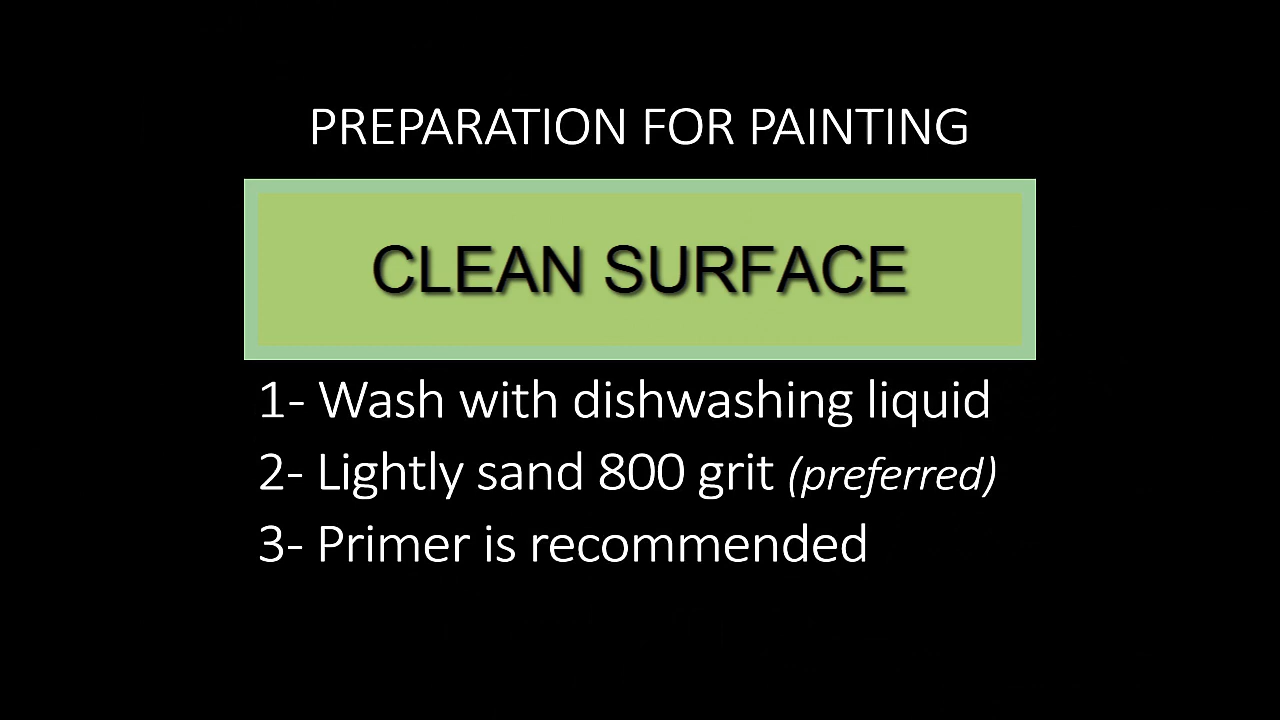 PREPARATION FOR PAINTING
CLEAN SURFACE
1- Wash with dishwashing liquid
2- Lightly sand 800 grit (preferred)
3- Primer is recommended